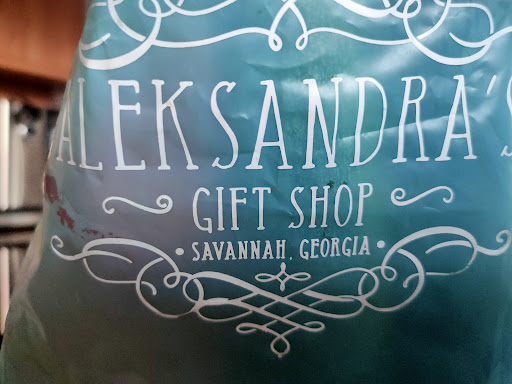 ALEKSANDRA'S
GIFT SHOP
• SAVANNAH, GEORGIA •